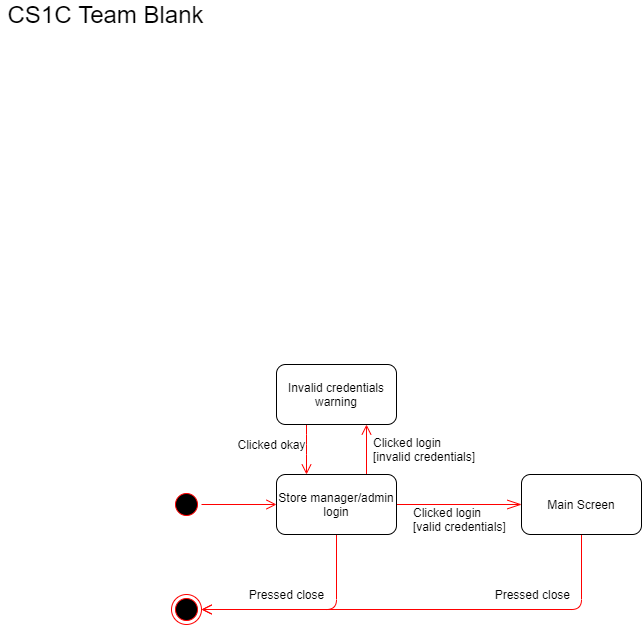 CS1C Team Blank
Invalid credentials
warning
Clicked okay
Clicked login
[invalid credentials]
Store manager/admin
login
Clicked login
[valid credentials]
Main Screen
Pressed close
Pressed close